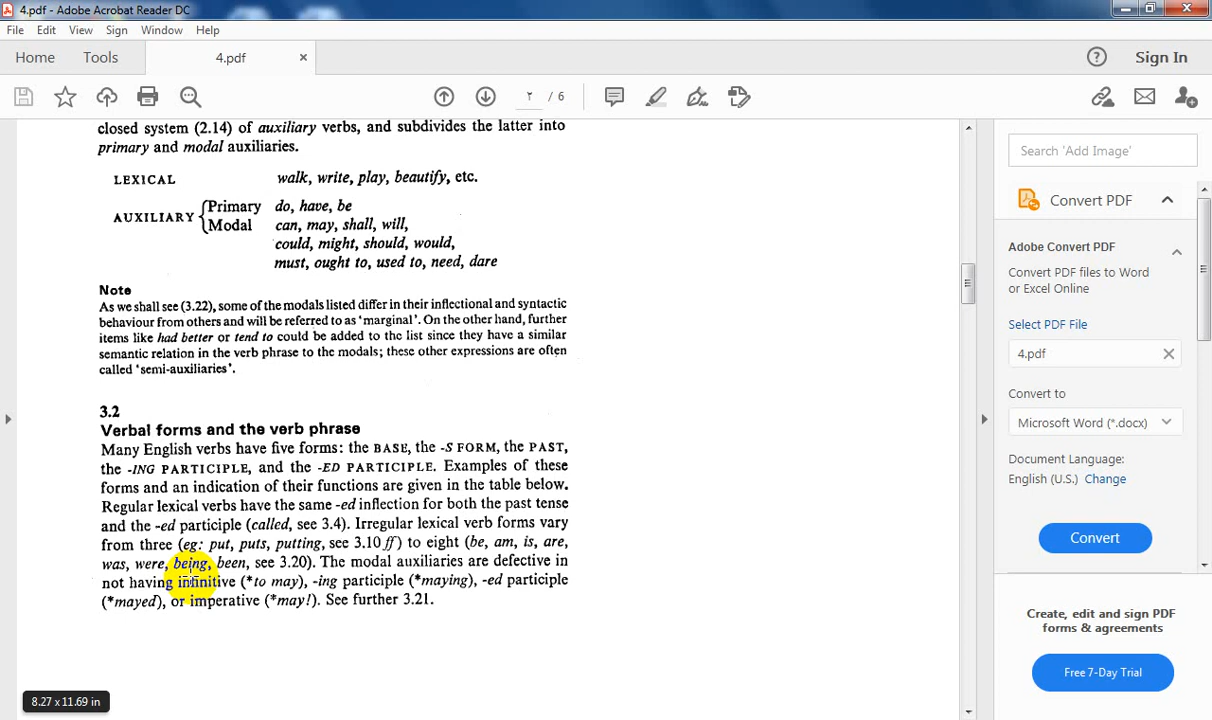 4.pdf - Adobe Acrobat Reader DC
File Edit View Sign Window Help
Home Tools 4.pdf × ? Sign In
٢ / 6
closed system (2.14) of auxiliary verbs, and subdivides the latter into
primary and modal auxiliaries.
LEXICAL walk, write, play, beautify, etc.
AUXILIARY { Primary do, have, be
Modal can, may, shall, will,
could, might, should, would,
must, ought to, used to, need, dare
Note
As we shall see (3.22), some of the modals listed differ in their inflectional and syntactic
behaviour from others and will be referred to as ‘marginal’. On the other hand, further
items like had better or tend to could be added to the list since they have a similar
semantic relation in the verb phrase to the modals; these other expressions are often
called ‘semi-auxiliaries’.
3.2
Verbal forms and the verb phrase
Many English verbs have five forms: the BASE, the -S FORM, the PAST,
the -ING PARTICIPLE, and the -ED PARTICIPLE. Examples of these
forms and an indication of their functions are given in the table below.
Regular lexical verbs have the same -ed inflection for both the past tense
and the -ed participle (called, see 3.4). Irregular lexical verb forms vary
from three (eg: put, puts, putting, see 3.10 ff) to eight (be, am, is, are,
was, were, being, been, see 3.20). The modal auxiliaries are defective in
not having infinitive (*to may), -ing participle (*maying), -ed participle
(*mayed), or imperative (*may!). See further 3.21.
8.27 x 11.69 in
Search 'Add Image'
Convert PDF
Adobe Convert PDF
Convert PDF files to Word
or Excel Online
Select PDF File
4.pdf
Convert to
Microsoft Word (*.docx)
Document Language:
English (U.S.) Change
Convert
Create, edit and sign PDF
forms & agreements
Free 7-Day Trial